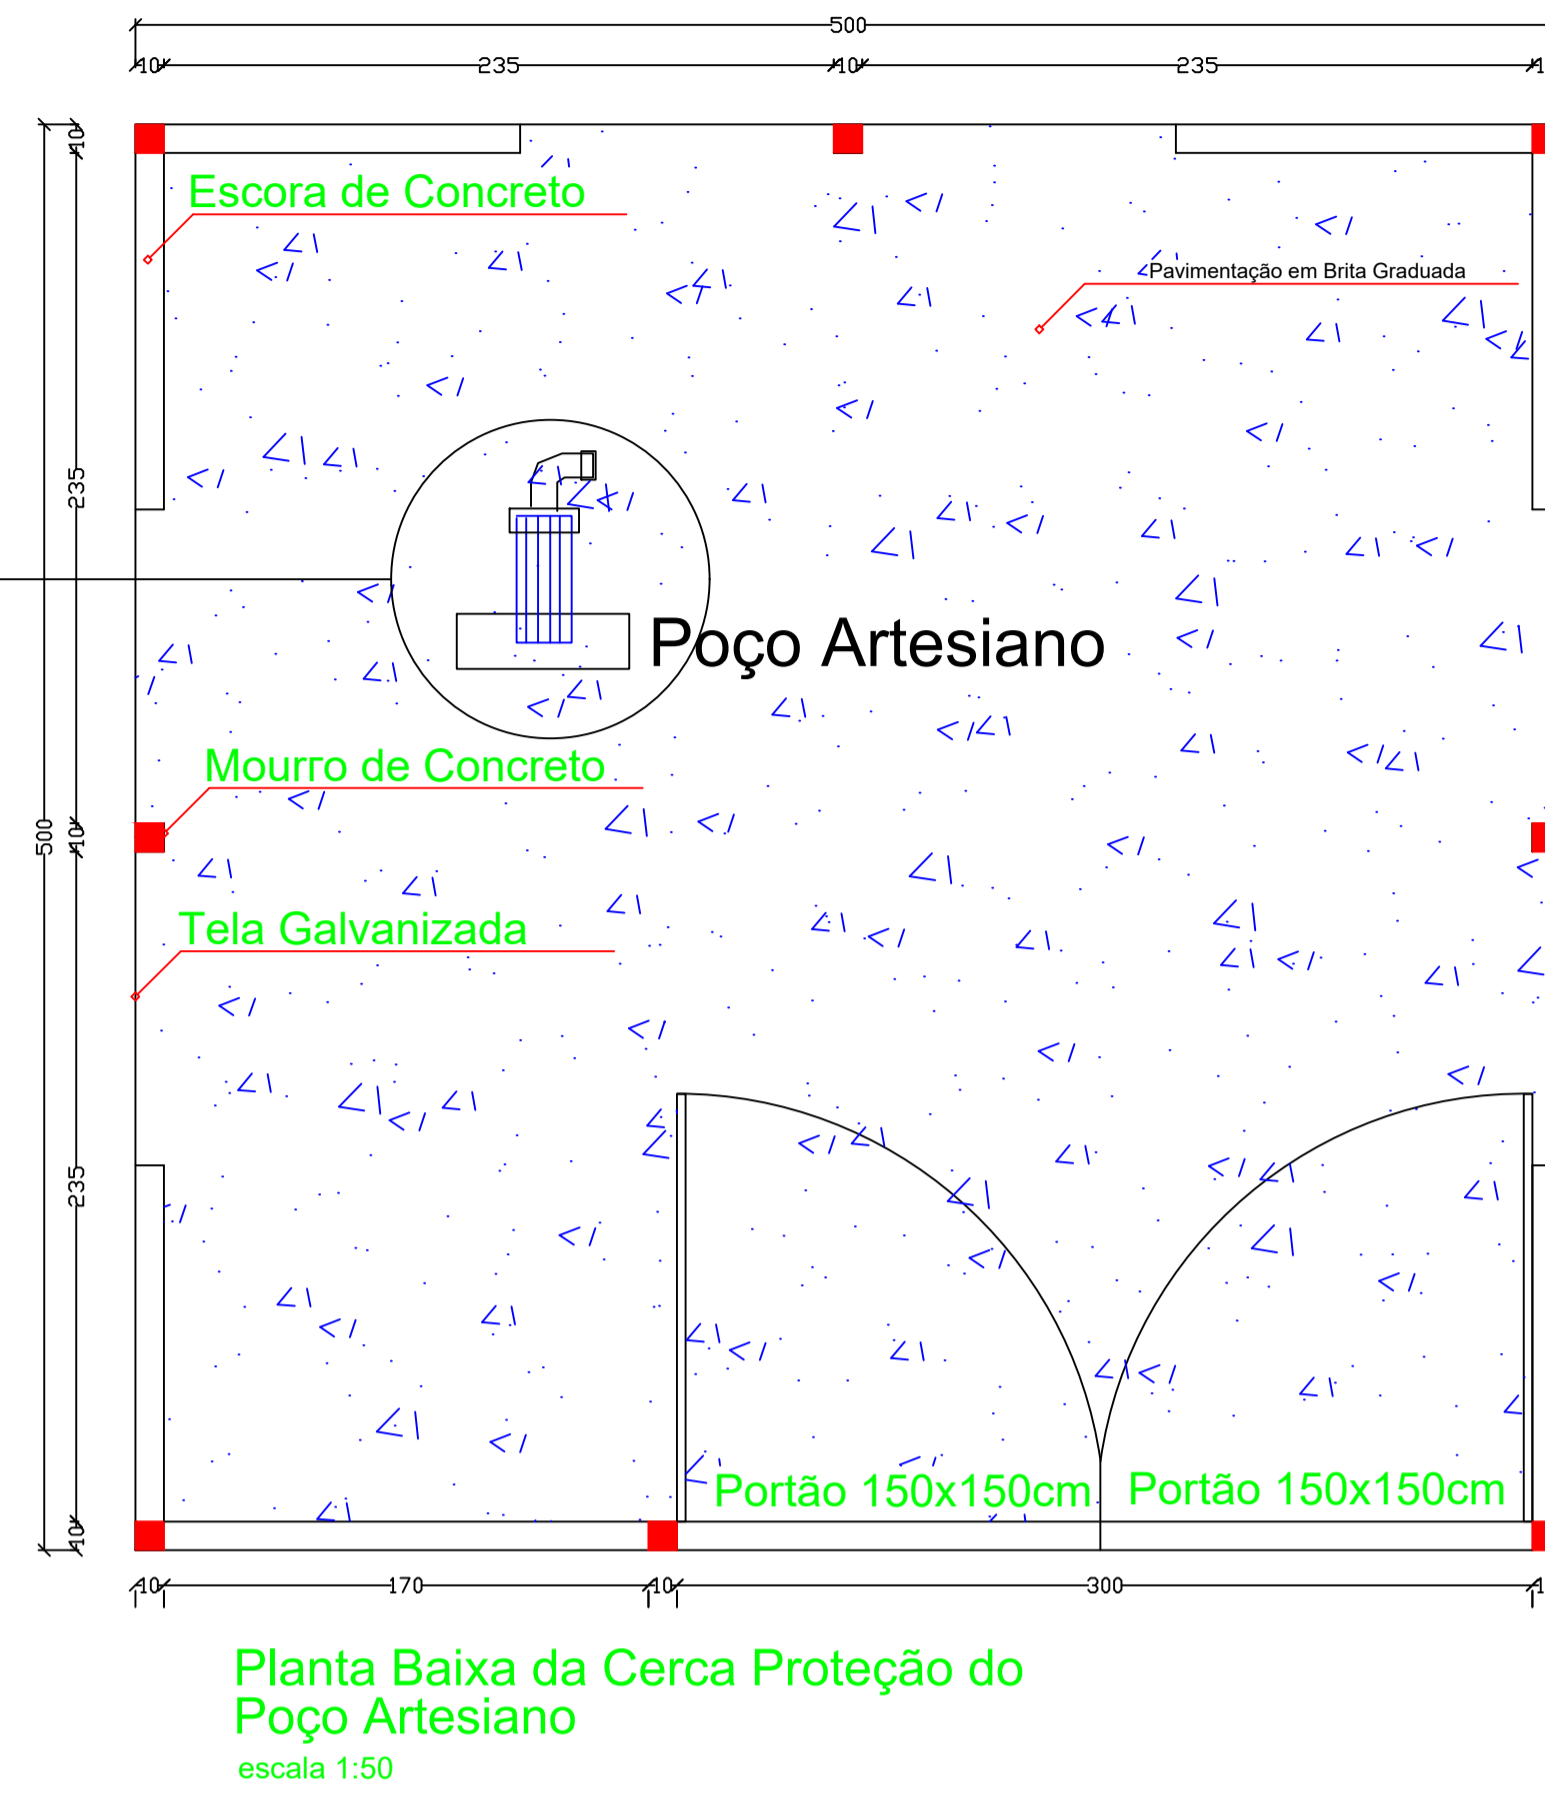 500
10
235
10
235
10
Escora de Concreto
Pavimentação em Brita Graduada
235
Poço Artesiano
Mourro de Concreto
500
10
Tela Galvanizada
235
Portão 150x150cm
Portão 150x150cm
10
10
170
10
300
Planta Baixa da Cerca Proteção do
Poço Artesiano
escala 1:50